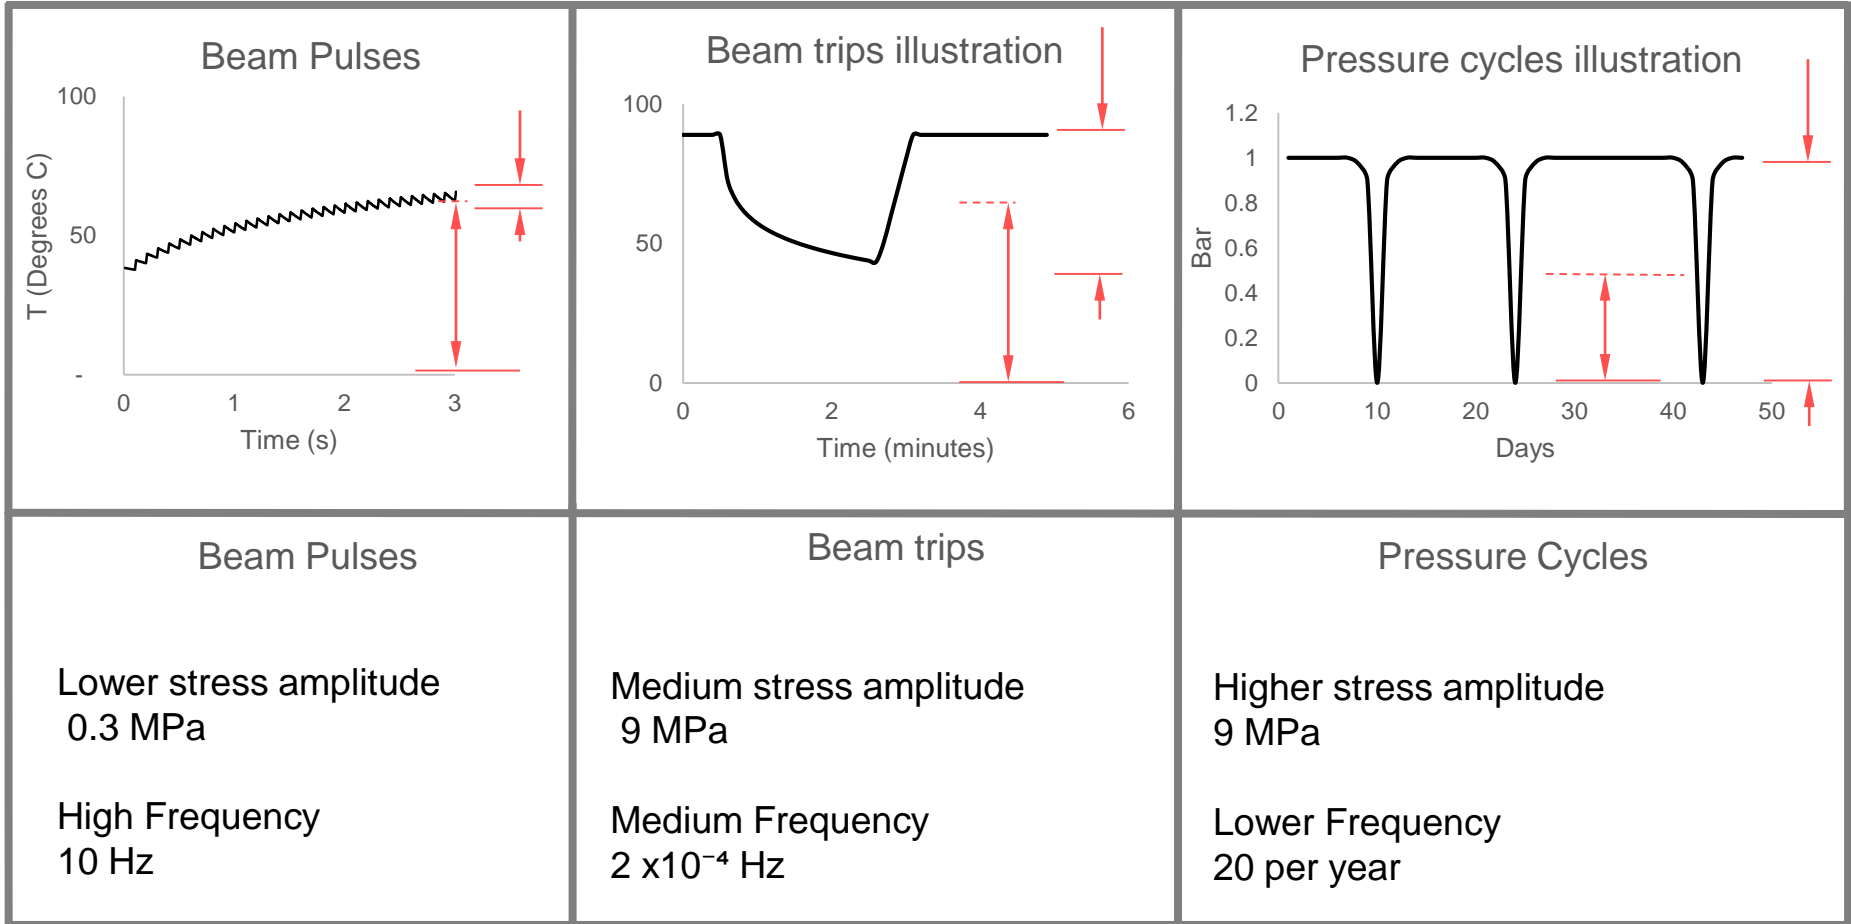 Beam Pulses
100
50
-
T (Degrees C)
0 1 2 3
Time (s)
Beam trips illustration
100
50
0
0 2 4 6
Time (minutes)
Pressure cycles illustration
1.2
1
0.8
0.6
0.4
0.2
0
Bar
0 10 20 30 40 50
Days
Beam Pulses
Lower stress amplitude
0.3 MPa
High Frequency
10 Hz
Beam trips
Medium stress amplitude
9 MPa
Medium Frequency
2 x10⁻⁴ Hz
Pressure Cycles
Higher stress amplitude
9 MPa
Lower Frequency
20 per year